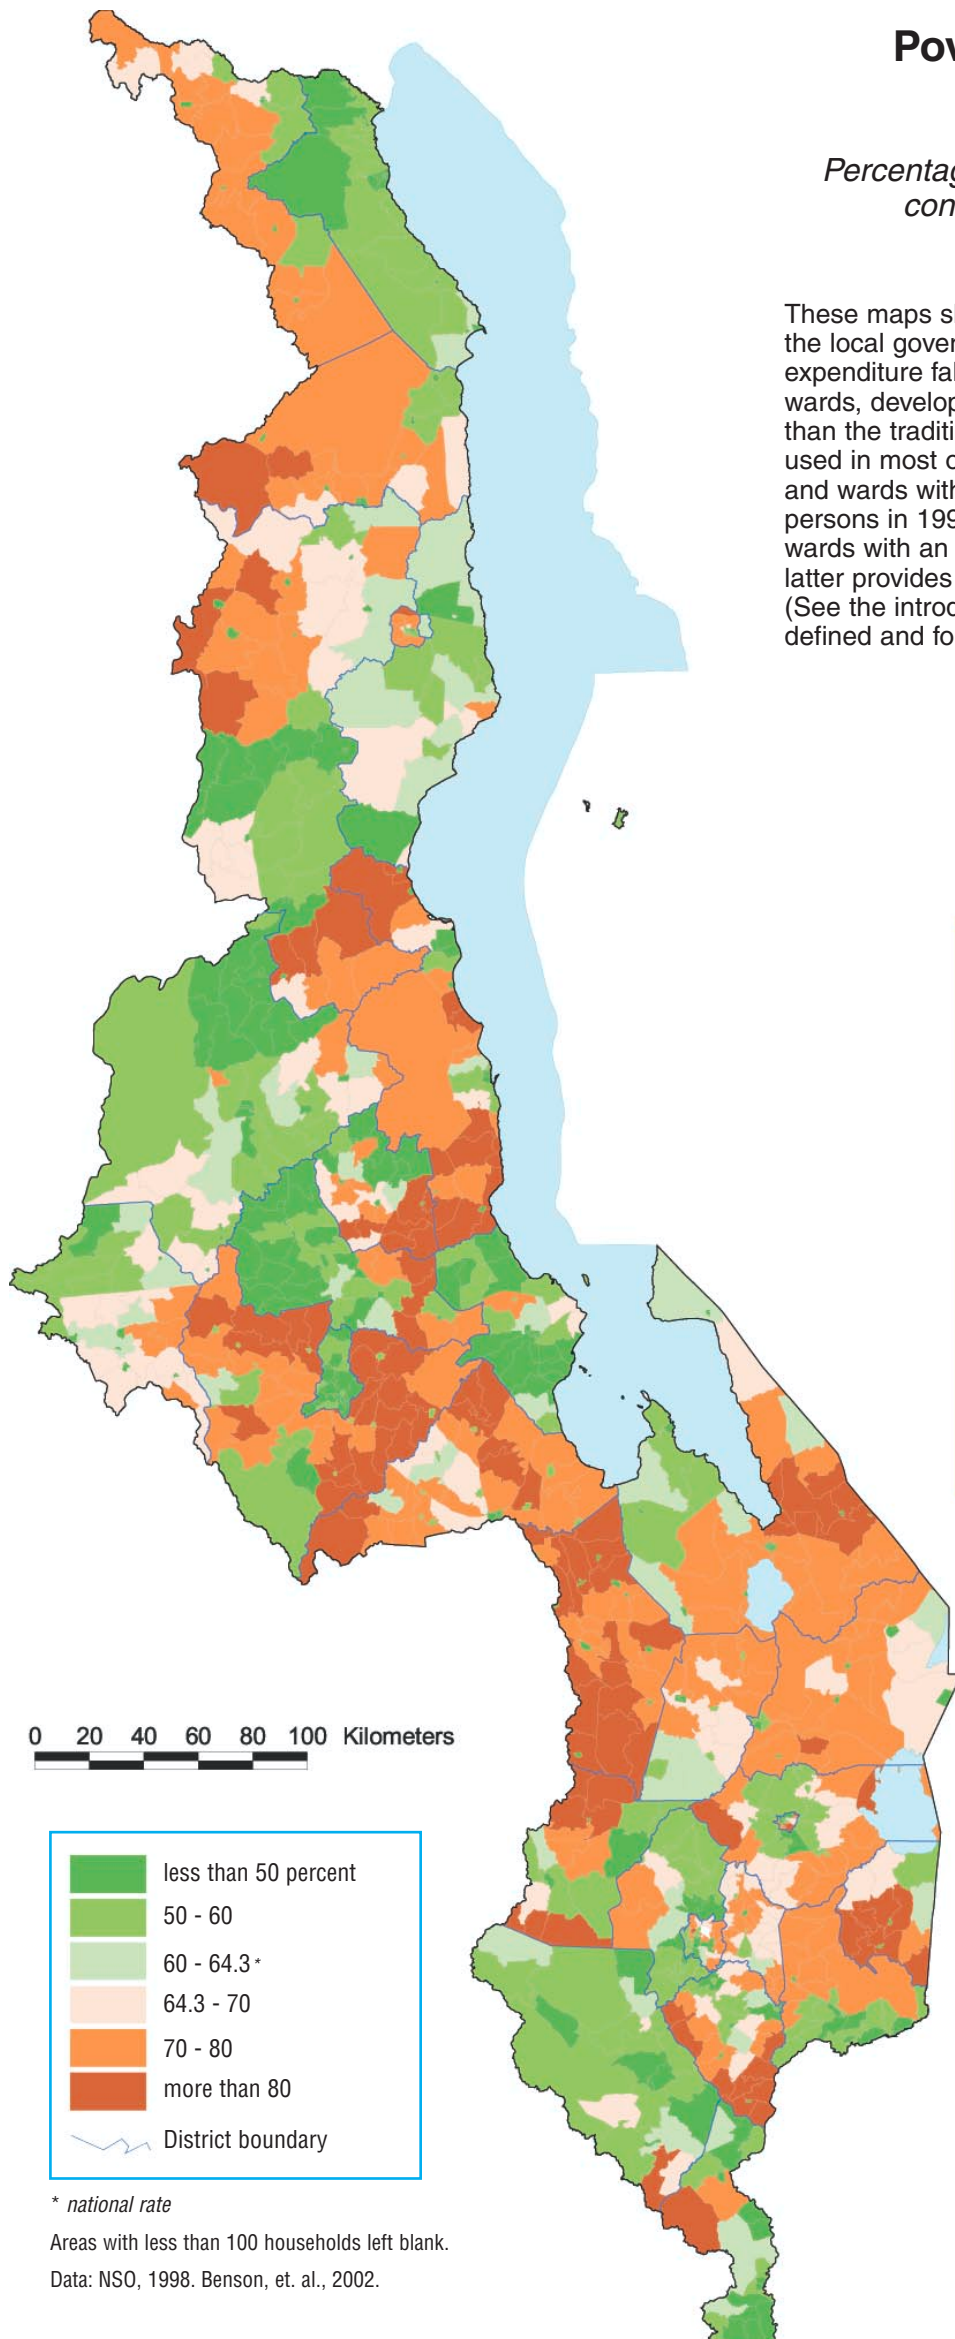 Pov
Percentag
con
These maps s
the local gover
expenditure fal
wards, develop
than the traditi
used in most o
and wards with
persons in 199
wards with an
latter provides
(See the introd
defined and fo
0 20 40 60 80 100 Kilometers
less than 50 percent
50 - 60
60 - 64.3 *
64.3 - 70
70 - 80
more than 80
District boundary
* national rate
Areas with less than 100 households left blank.
Data: NSO, 1998. Benson, et. al., 2002.